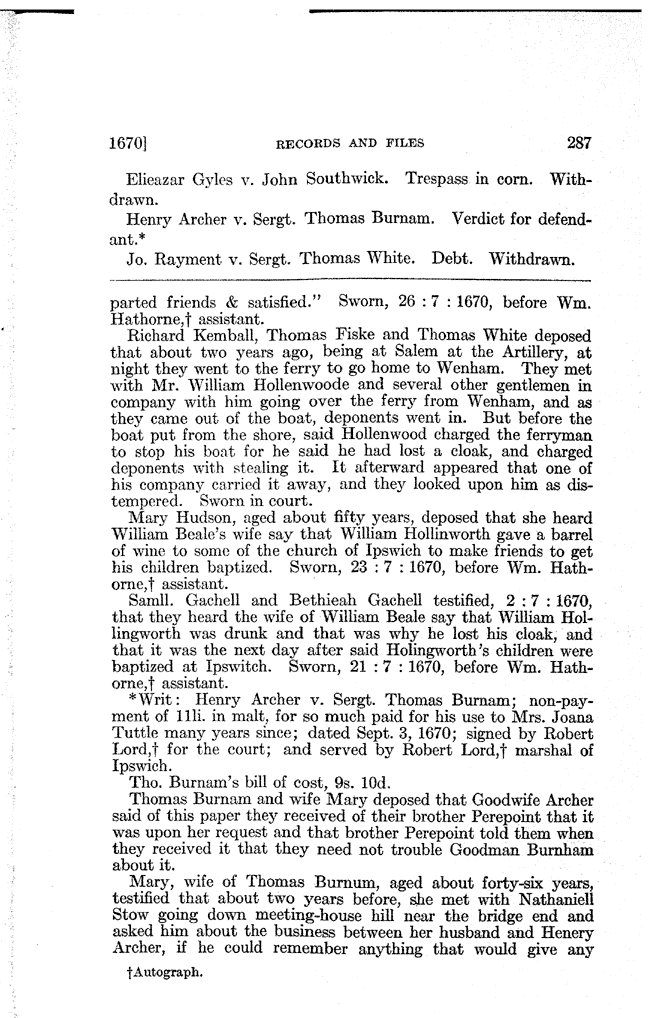 1670] RECORDS AND FILES 287
Elieazar Gyles v. John Southwick. Trespass in corn. With-
drawn.
Henry Archer v. Sergt. Thomas Burnam. Verdict for defend-
ant.*
Jo. Rayment v. Sergt. Thomas White. Debt. Withdrawn.
parted friends & satisfied." Sworn, 26 : 7 : 1670, before Wm.
Hathorne,† assistant.
Richard Kemball, Thomas Fiske and Thomas White deposed
that about two years ago, being at Salem at the Artillery, at
night they went to the ferry to go home to Wenham. They met
with Mr. William Hollenwoode and several other gentlemen in
company with him going over the ferry from Wenham, and as
they came out of the boat, deponents went in. But before the
boat put from the shore, said Hollenwood charged the ferryman
to stop his boat for he said he had lost a cloak, and charged
deponents with stealing it. It afterward appeared that one of
his company carried it away, and they looked upon him as dis-
tempered. Sworn in court.
Mary Hudson, aged about fifty years, deposed that she heard
William Beale's wife say that William Hollinworth gave a barrel
of wine to some of the church of Ipswich to make friends to get
his children baptized. Sworn, 23 : 7 : 1670, before Wm. Hath-
orne,† assistant.
Samll. Gachell and Bethieah Gachell testified, 2 : 7 : 1670,
that they heard the wife of William Beale say that William Hol-
lingworth was drunk and that was why he lost his cloak, and
that it was the next day after said Holingworth's children were
baptized at Ipswitch. Sworn, 21 : 7 : 1670, before Wm. Hath-
orne,† assistant.
*Writ: Henry Archer v. Sergt. Thomas Burnam; non-pay-
ment of 11li. in malt, for so much paid for his use to Mrs. Joana
Tuttle many years since; dated Sept. 3, 1670; signed by Robert
Lord,† for the court; and served by Robert Lord,† marshal of
Ipswich.
Tho. Burnam's bill of cost, 9s. 10d.
Thomas Burnam and wife Mary deposed that Goodwife Archer
said of this paper they received of their brother Perepoint that it
was upon her request and that brother Perepoint told them when
they received it that they need not trouble Goodman Burnham
about it.
Mary, wife of Thomas Burnum, aged about forty-six years,
testified that about two years before, she met with Nathaniell
Stow going down meeting-house hill near the bridge end and
asked him about the business between her husband and Henery
Archer, if he could remember anything that would give any
†Autograph.